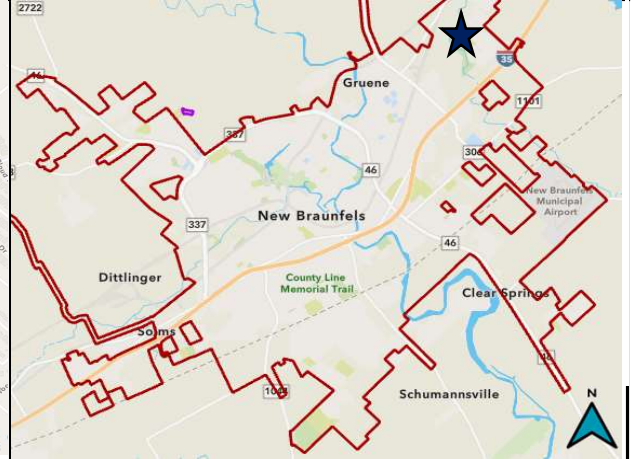 2722
46
35
Gruene
1101
337
306
46
New Braunfels
Municipal
Airport
New Braunfels
337
46
Dittlinger
County Line
Memorial Trail
Clear Springs
Solms
46
Schumannsville
N